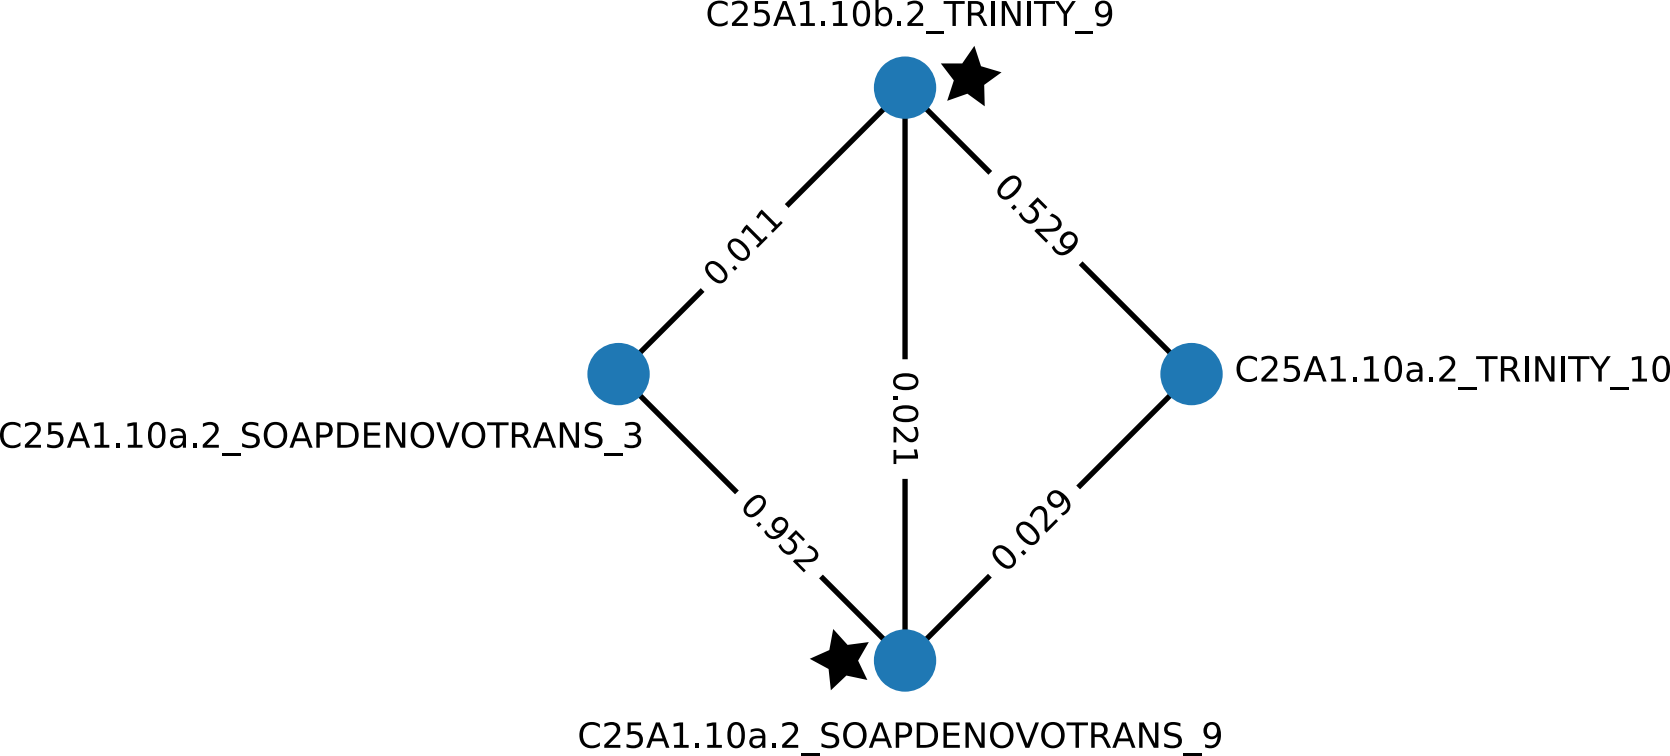 C25A1.10b.2_TRINITY_9
0.011
0.529
C25A1.10a.2_TRINITY_10
0.021
C25A1.10a.2_SOAPDENOVOTRANS_3
0.952
0.029
C25A1.10a.2_SOAPDENOVOTRANS_9